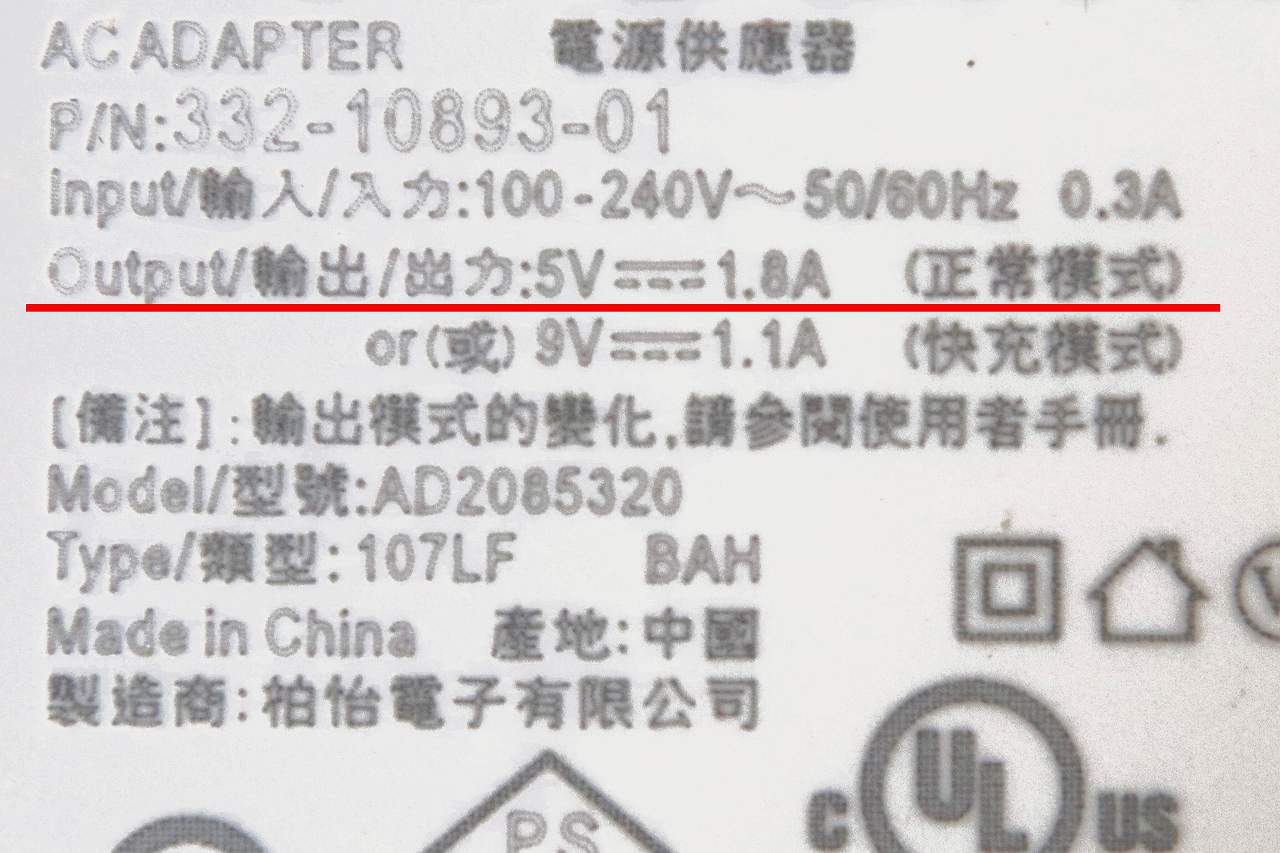 AC ADAPTER 電源供應器
P/N:332-10893-01
Input/輸入/入力:100-240V～50/60Hz 0.3A
Output/輸出/出力:5V⎓1.8A (正常模式)
or(或) 9V⎓1.1A (快充模式)
[備注]:輸出模式的變化,請參閱使用者手冊.
Model/型號:AD2085320
Type/類型:107LF BAH
Made in China 產地:中國
製造商:柏怡電子有限公司
C UL US
PS